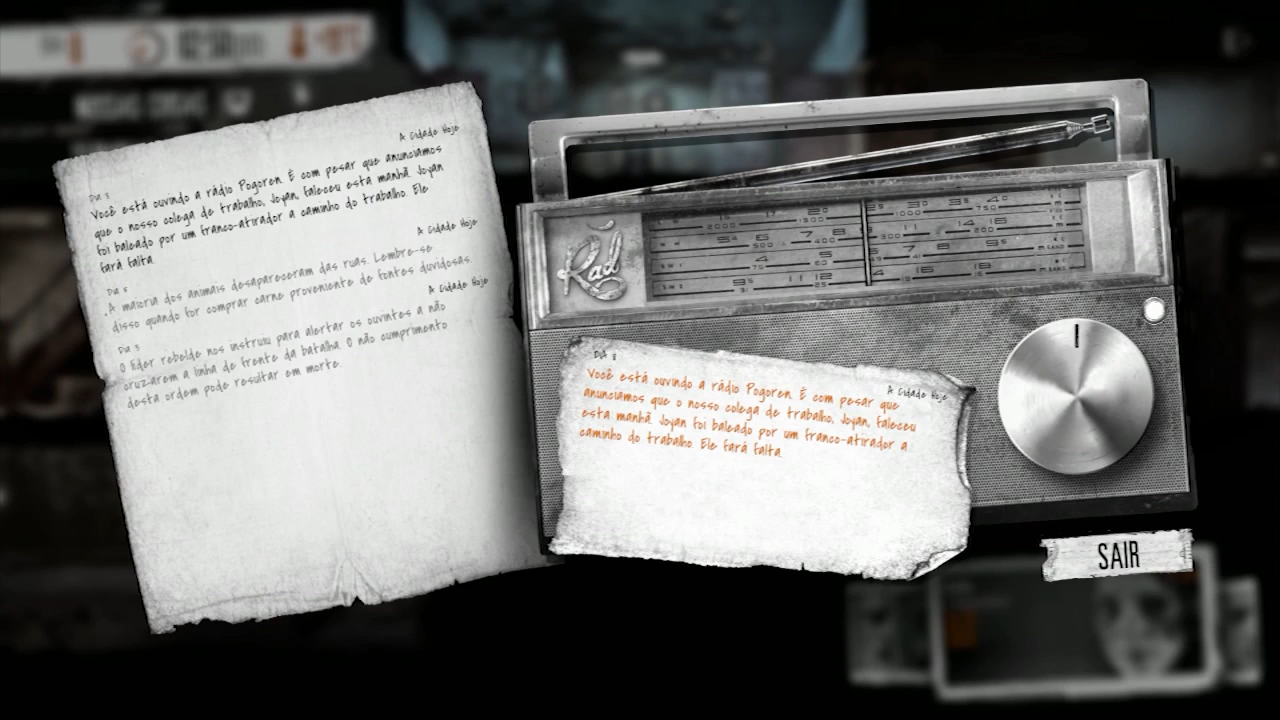 A Cidade Hoje
Dia 8
Você está ouvindo a rádio Pogoren. É com pesar que anunciamos
que o nosso colega de trabalho, Joyan, faleceu esta manhã. Joyan
foi baleado por um franco-atirador a caminho do trabalho. Ele
fará falta.
A Cidade Hoje
Dia 5
A maioria dos animais desapareceram das ruas. Lembre-se
disso quando for comprar carne proveniente de fontes duvidosas.
A Cidade Hoje
Dia 3
O líder rebelde nos instruiu para alertar os ouvintes a não
cruzarem a linha de frente da batalha. O não cumprimento
desta ordem pode resultar em morte.
Rad
Dia 8
A Cidade Hoje
Você está ouvindo a rádio Pogoren. É com pesar que
anunciamos que o nosso colega de trabalho, Joyan, faleceu
esta manhã. Joyan foi baleado por um franco-atirador a
caminho do trabalho. Ele fará falta.
SAIR